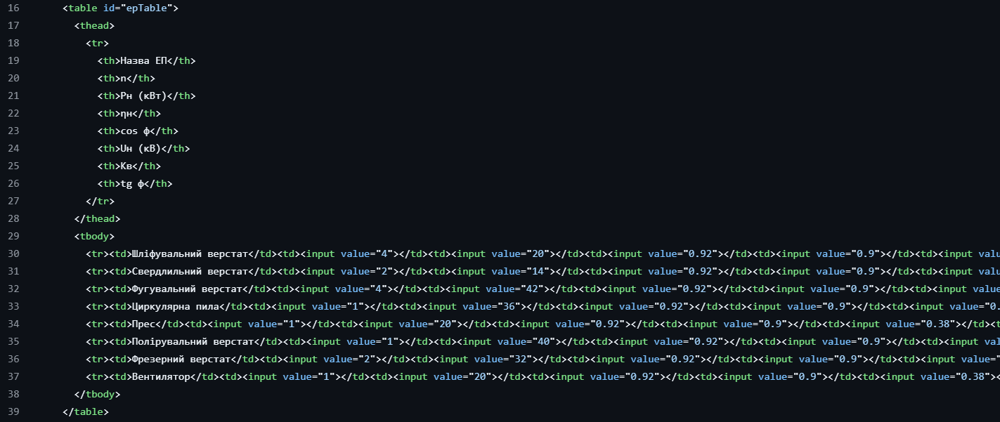 16 <table id="epTable">
17 <thead>
18 <tr>
19 <th>Назва ЕП</th>
20 <th>n</th>
21 <th>Pн (кВт)</th>
22 <th>ηн</th>
23 <th>cos φ</th>
24 <th>Uн (кВ)</th>
25 <th>Kв</th>
26 <th>tg φ</th>
27 </tr>
28 </thead>
29 <tbody>
30 <tr><td>Шліфувальний верстат</td><td><input value="4"></td><td><input value="20"></td><td><input value="0.92"></td><td><input value="0.9"></td><td><input valu
31 <tr><td>Свердлильний верстат</td><td><input value="2"></td><td><input value="14"></td><td><input value="0.92"></td><td><input value="0.9"></td><td><input valu
32 <tr><td>Фугувальний верстат</td><td><input value="4"></td><td><input value="42"></td><td><input value="0.92"></td><td><input value="0.9"></td><td><input value
33 <tr><td>Циркулярна пила</td><td><input value="1"></td><td><input value="36"></td><td><input value="0.92"></td><td><input value="0.9"></td><td><input value="0.
34 <tr><td>Прес</td><td><input value="1"></td><td><input value="20"></td><td><input value="0.92"></td><td><input value="0.9"></td><td><input value="0.38"></td><t
35 <tr><td>Полірувальний верстат</td><td><input value="1"></td><td><input value="40"></td><td><input value="0.92"></td><td><input value="0.9"></td><td><input val
36 <tr><td>Фрезерний верстат</td><td><input value="2"></td><td><input value="32"></td><td><input value="0.92"></td><td><input value="0.9"></td><td><input value="
37 <tr><td>Вентилятор</td><td><input value="1"></td><td><input value="20"></td><td><input value="0.92"></td><td><input value="0.9"></td><td><input value="0.38"><
38 </tbody>
39 </table>